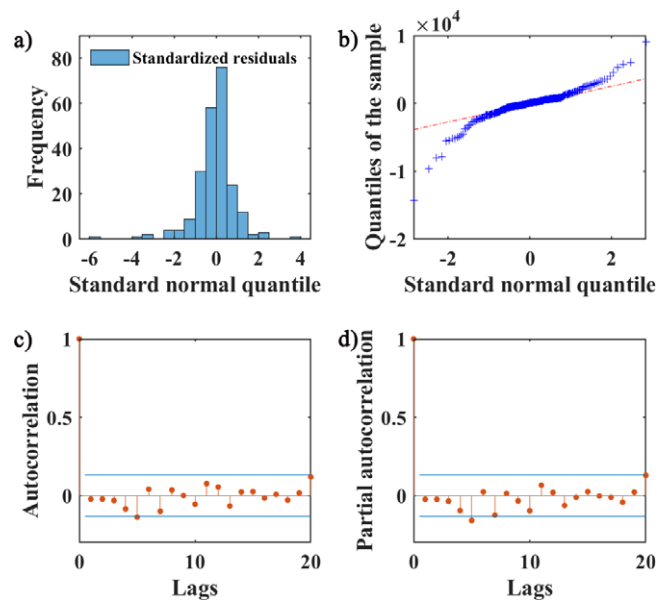 a)
Standardized residuals
Frequency
80
60
40
20
0
-6 -4 -2 0 2 4
Standard normal quantile
b)
×10⁴
Quantiles of the sample
1
0
-1
-2
-2 0 2
Standard normal quantile
c)
Autocorrelation
1
0.5
0
0 10 20
Lags
d)
Partial autocorrelation
1
0.5
0
0 10 20
Lags